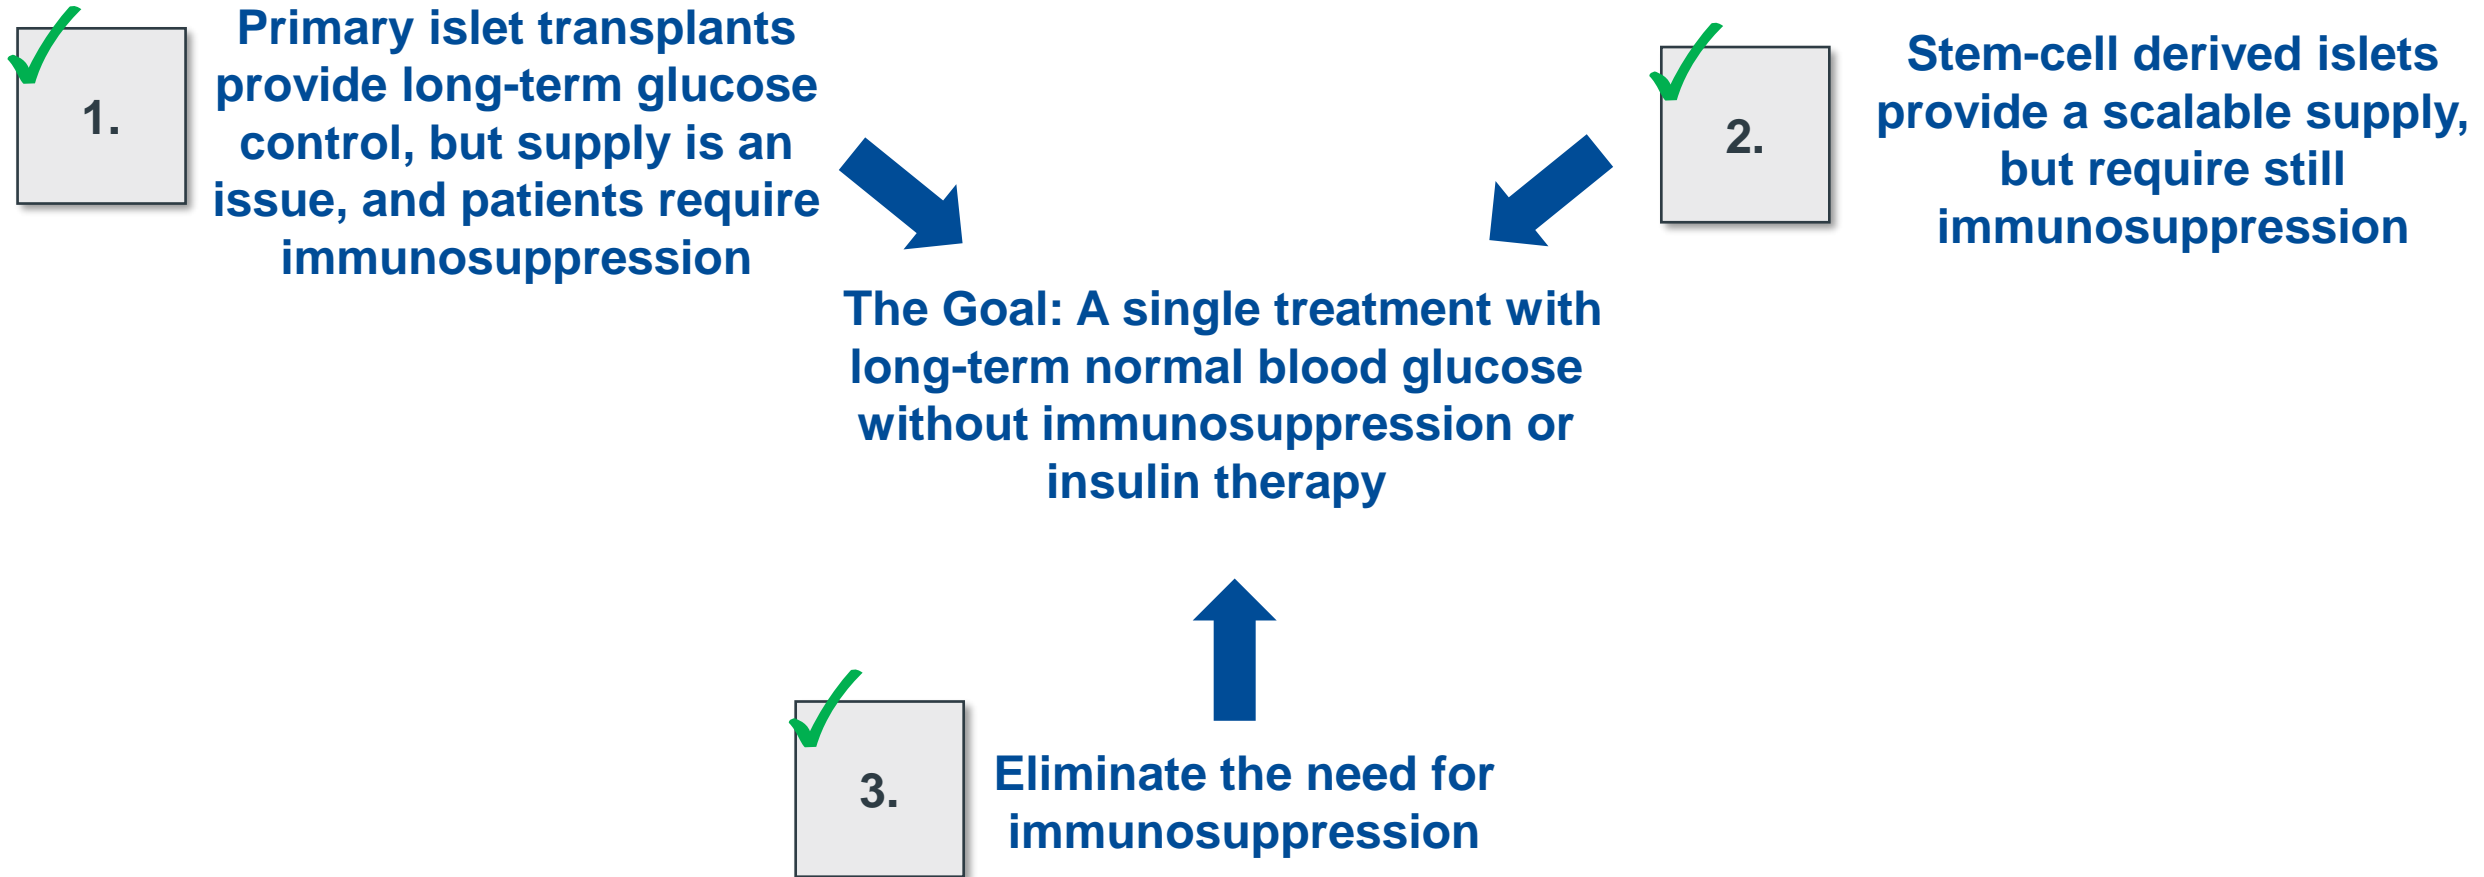 1.
Primary islet transplants
provide long-term glucose
control, but supply is an
issue, and patients require
immunosuppression
2.
Stem-cell derived islets
provide a scalable supply,
but require still
immunosuppression
The Goal: A single treatment with
long-term normal blood glucose
without immunosuppression or
insulin therapy
3.
Eliminate the need for
immunosuppression